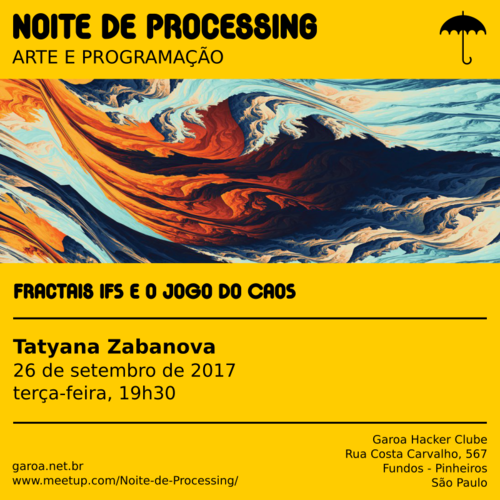 NOITE DE PROCESSING
ARTE E PROGRAMAÇÃO
FRACTAIS IFS E O JOGO DO CAOS
Tatyana Zabanova
26 de setembro de 2017
terça-feira, 19h30
garoa.net.br
www.meetup.com/Noite-de-Processing/
Garoa Hacker Clube
Rua Costa Carvalho, 567
Fundos - Pinheiros
São Paulo